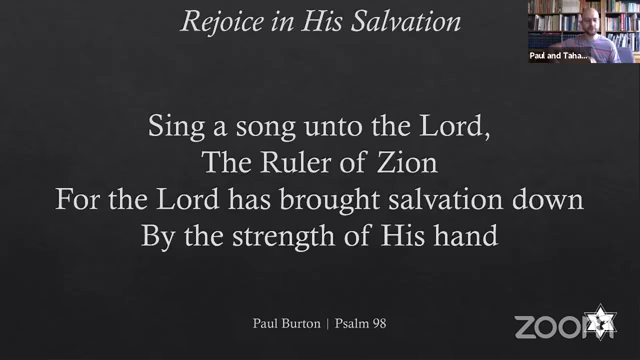 Rejoice in His Salvation
Paul and Taha...
Sing a song unto the Lord,
The Ruler of Zion
For the Lord has brought salvation down
By the strength of His hand
Paul Burton | Psalm 98
ZOOM